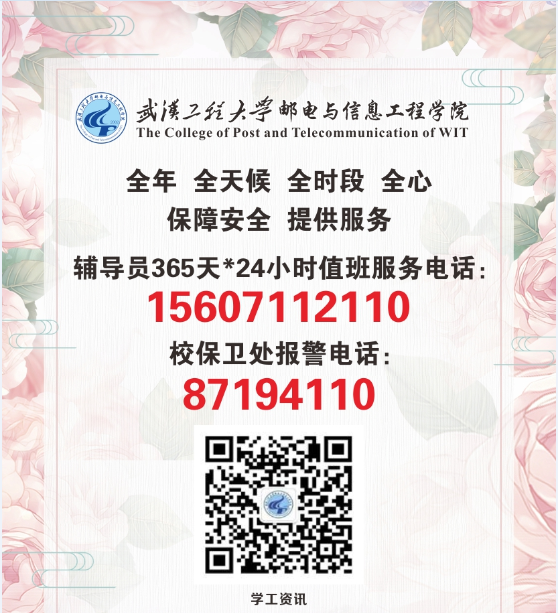 武汉工程大学邮电与信息工程学院
The College of Post and Telecommunication of WIT
全年 全天候 全时段 全心
保障安全 提供服务
辅导员365天*24小时值班服务电话：
15607112110
校保卫处报警电话：
87194110
学工资讯